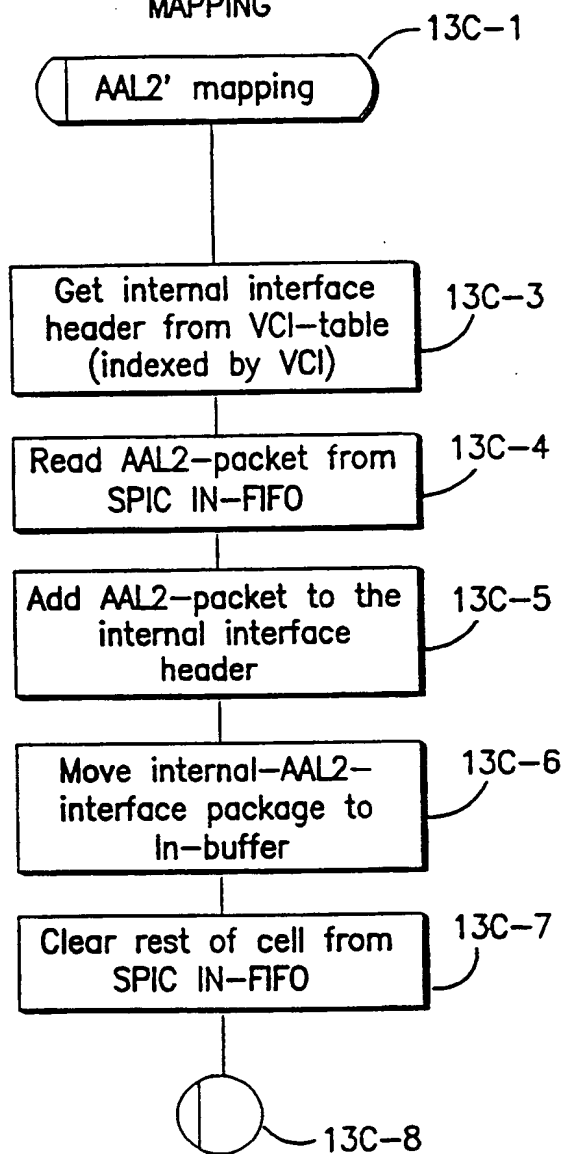 MAPPING
13C-1
AAL2' mapping
Get internal interface
header from VCI-table
(indexed by VCI)
13C-3
Read AAL2-packet from
SPIC IN-FIFO
13C-4
Add AAL2-packet to the
internal interface
header
13C-5
Move internal-AAL2-
interface package to
In-buffer
13C-6
Clear rest of cell from
SPIC IN-FIFO
13C-7
13C-8